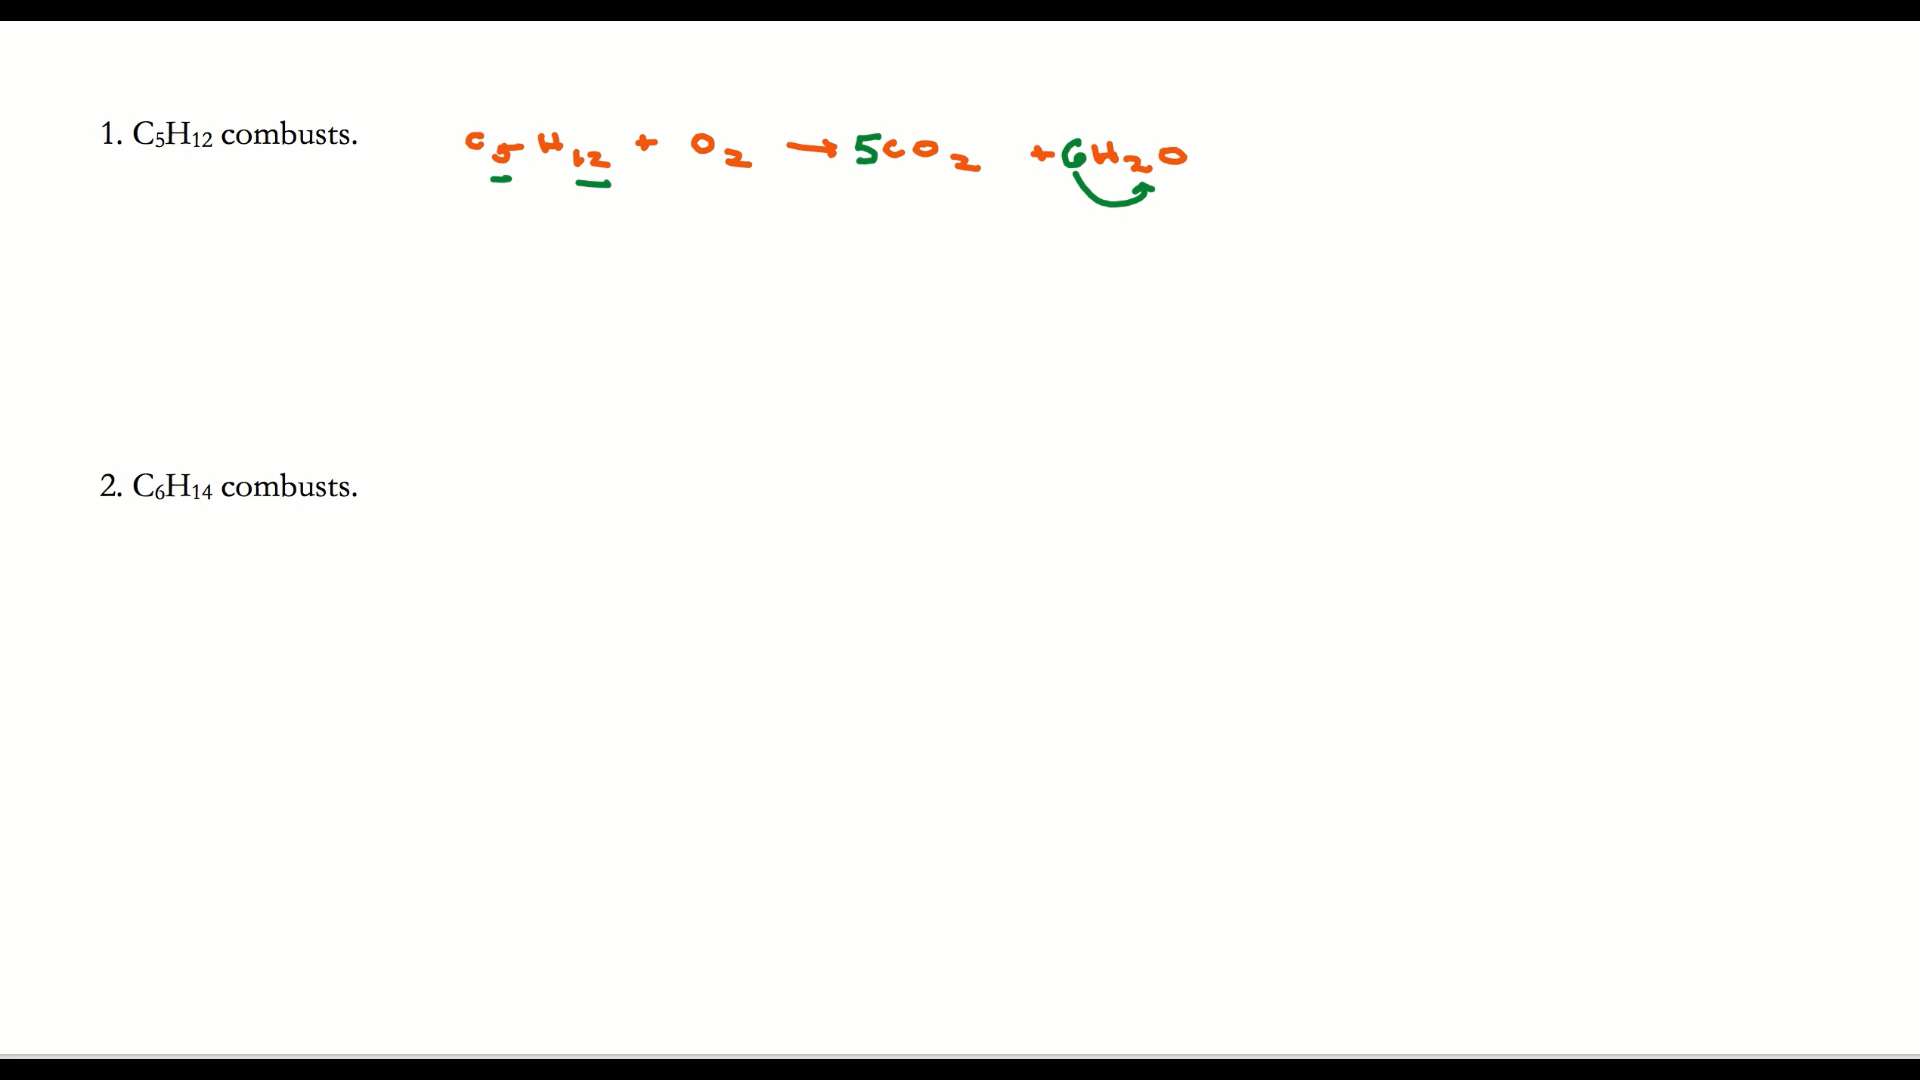 1. C₅H₁₂ combusts. C₅H₁₂ + O₂ → 5CO₂ + 6H₂O
2. C₆H₁₄ combusts.